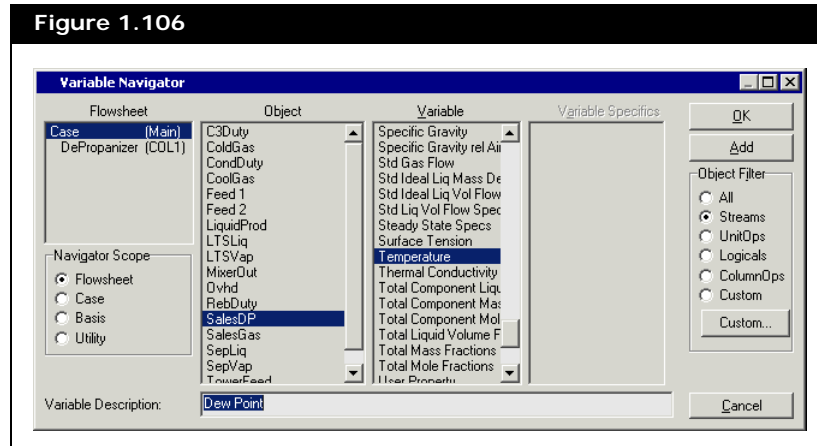 Figure 1.106
Variable Navigator
Flowsheet
Case (Main)
DePropanizer (COL1)
Navigator Scope
Flowsheet
Case
Basis
Utility
Object
C3Duty
ColdGas
CondDuty
CoolGas
Feed 1
Feed 2
LiquidProd
LTSLiq
LTSVap
MixerOut
Ovhd
RebDuty
SalesDP
SalesGas
SepLiq
SepVap
TowerFeed
Variable
Specific Gravity
Specific Gravity rel Air
Std Gas Flow
Std Ideal Liq Mass De
Std Ideal Liq Vol Flow
Std Liq Vol Flow Spec
Steady State Specs
Surface Tension
Temperature
Thermal Conductivity
Total Component Liqu
Total Component Mas
Total Component Mol
Total Liquid Volume F
Total Mass Fractions
Total Mole Fractions
User Property
Variable Specifics
OK
Add
Object Filter
All
Streams
UnitOps
Logicals
ColumnOps
Custom
Custom...
Variable Description:
Dew Point
Cancel